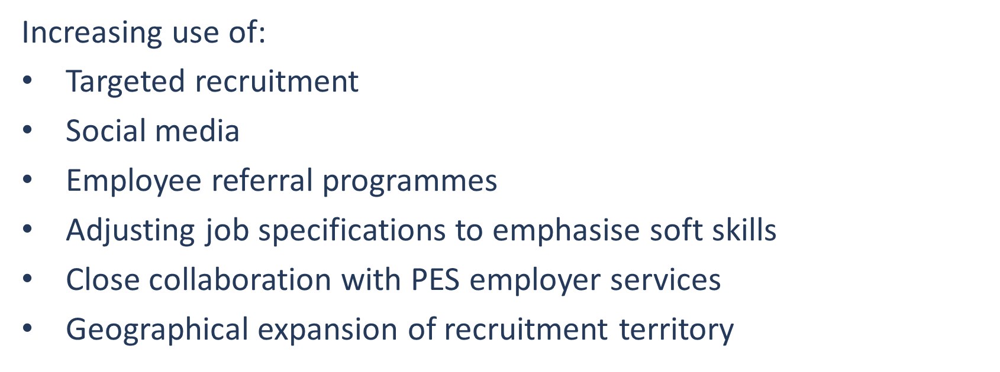 Increasing use of:
• Targeted recruitment
• Social media
• Employee referral programmes
• Adjusting job specifications to emphasise soft skills
• Close collaboration with PES employer services
• Geographical expansion of recruitment territory